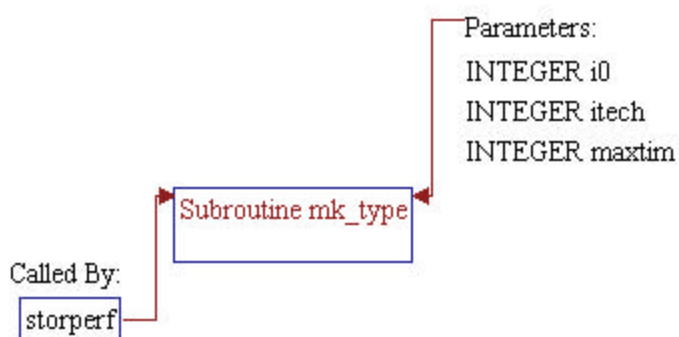 Parameters:
INTEGER i0
INTEGER itech
INTEGER maxtim
Subroutine mk_type
Called By:
storperf